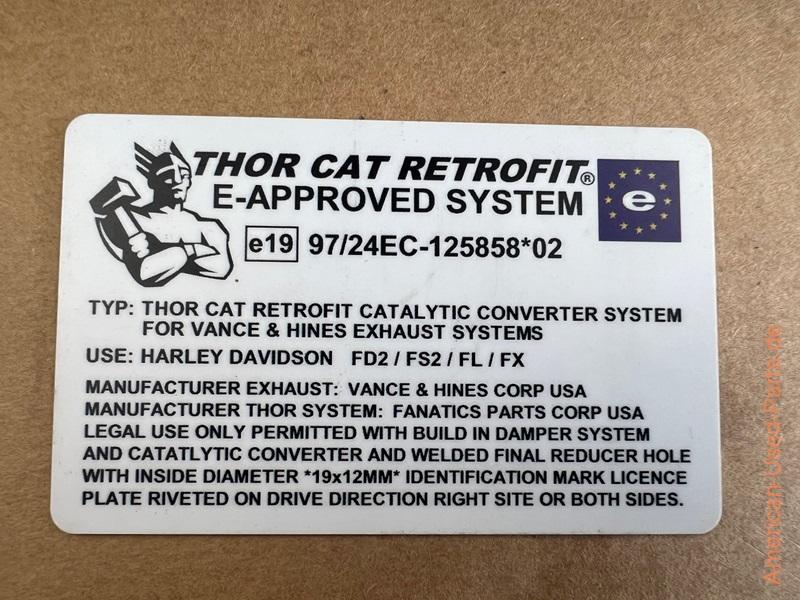 THOR CAT RETROFIT®
E-APPROVED SYSTEM
e
e19 97/24EC-125858*02
TYP: THOR CAT RETROFIT CATALYTIC CONVERTER SYSTEM
FOR VANCE & HINES EXHAUST SYSTEMS
USE: HARLEY DAVIDSON FD2 / FS2 / FL / FX
MANUFACTURER EXHAUST: VANCE & HINES CORP USA
MANUFACTURER THOR SYSTEM: FANATICS PARTS CORP USA
LEGAL USE ONLY PERMITTED WITH BUILD IN DAMPER SYSTEM
AND CATATLYTIC CONVERTER AND WELDED FINAL REDUCER HOLE
WITH INSIDE DIAMETER *19x12MM* IDENTIFICATION MARK LICENCE
PLATE RIVETED ON DRIVE DIRECTION RIGHT SITE OR BOTH SIDES.
American-Used-Parts.de